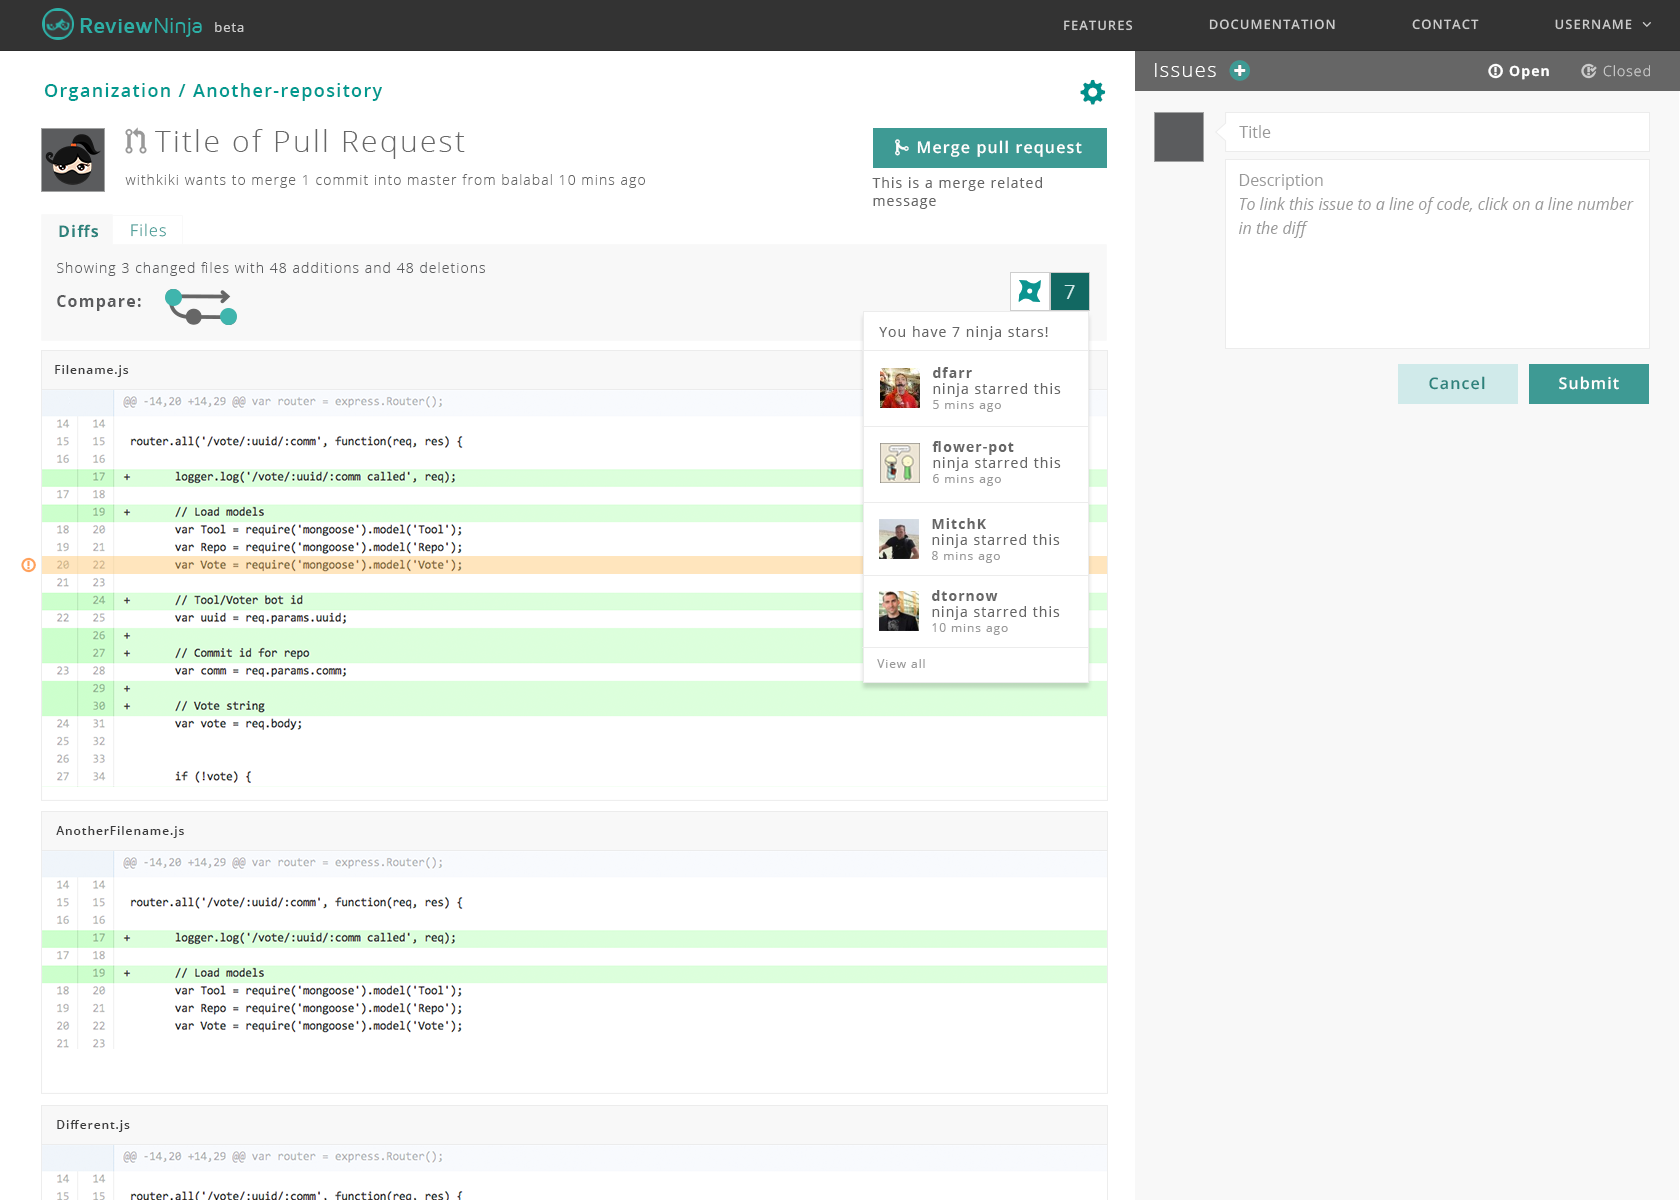 ReviewNinja beta
FEATURES DOCUMENTATION CONTACT USERNAME
Organization / Another-repository
Title of Pull Request
withkiki wants to merge 1 commit into master from balabal 10 mins ago
Merge pull request
This is a merge related
message
Diffs Files
Showing 3 changed files with 48 additions and 48 deletions
Compare:
7
You have 7 ninja stars!
dfarr
ninja starred this
5 mins ago
flower-pot
ninja starred this
6 mins ago
MitchK
ninja starred this
8 mins ago
dtornow
ninja starred this
10 mins ago
View all
Filename.js
@@ -14,20 +14,29 @@ var router = express.Router();
14 14
15 15 router.all('/vote/:uuid/:comm', function(req, res) {
16 16
17 + logger.log('/vote/:uuid/:comm called', req);
17 18
19 + // Load models
18 20 var Tool = require('mongoose').model('Tool');
19 21 var Repo = require('mongoose').model('Repo');
20 22 var Vote = require('mongoose').model('Vote');
21 23
24 + // Tool/Voter bot id
22 25 var uuid = req.params.uuid;
26 +
27 + // Commit id for repo
23 28 var comm = req.params.comm;
29 +
30 + // Vote string
24 31 var vote = req.body;
25 32
26 33
27 34 if (!vote) {
AnotherFilename.js
@@ -14,20 +14,29 @@ var router = express.Router();
14 14
15 15 router.all('/vote/:uuid/:comm', function(req, res) {
16 16
17 + logger.log('/vote/:uuid/:comm called', req);
17 18
19 + // Load models
18 20 var Tool = require('mongoose').model('Tool');
19 21 var Repo = require('mongoose').model('Repo');
20 22 var Vote = require('mongoose').model('Vote');
21 23
Different.js
@@ -14,20 +14,29 @@ var router = express.Router();
14 14
15 15 router.all('/vote/:uuid/:comm', function(req, res) {
Issues Open Closed
Title
Description
To link this issue to a line of code, click on a line number
in the diff
Cancel Submit